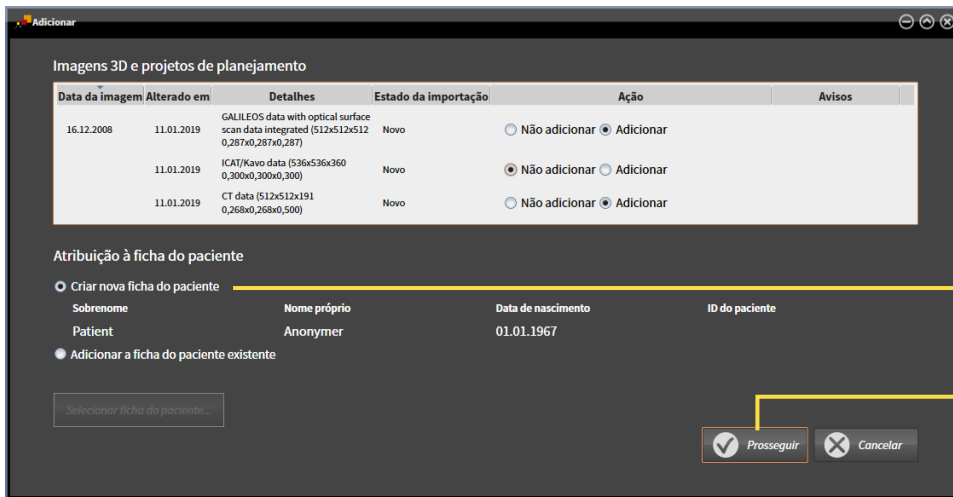 Adicionar
Imagens 3D e projetos de planejamento
Data da imagem Alterado em Detalhes Estado da importação Ação Avisos
GALILEOS data with optical surface
16.12.2008 11.01.2019 scan data integrated (512x512x512 Novo Não adicionar Adicionar
0,287x0,287x0,287)
ICAT/Kavo data (536x536x360
11.01.2019 0,300x0,300x0,300) Novo Não adicionar Adicionar
CT data (512x512x191
11.01.2019 0,268x0,268x0,500) Novo Não adicionar Adicionar
Atribuição à ficha do paciente
Criar nova ficha do paciente
Sobrenome Nome próprio Data de nascimento ID do paciente
Patient Anonymer 01.01.1967
Adicionar a ficha do paciente existente
Selecionar ficha do paciente...
Prosseguir Cancelar